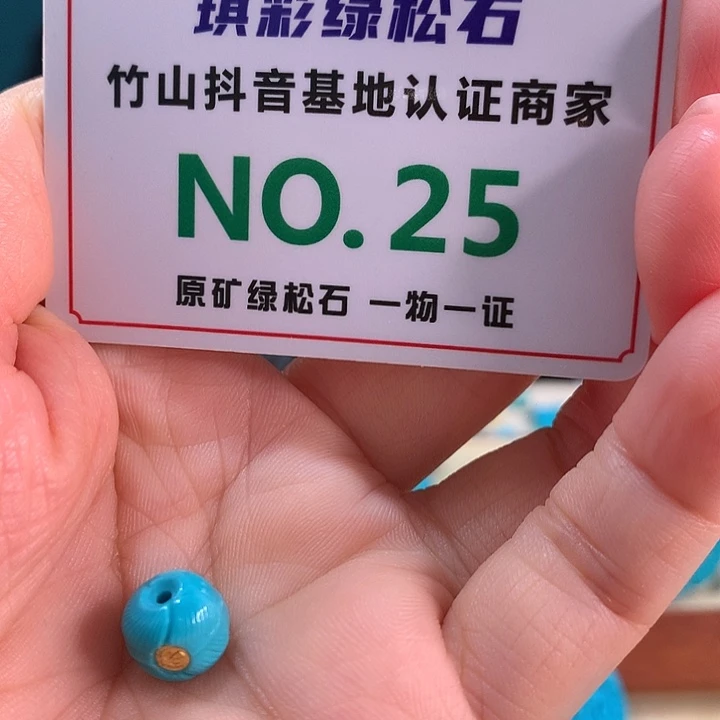 琪彩绿松石
竹山抖音基地认证商家
NO.25
原矿绿松石 一物一证